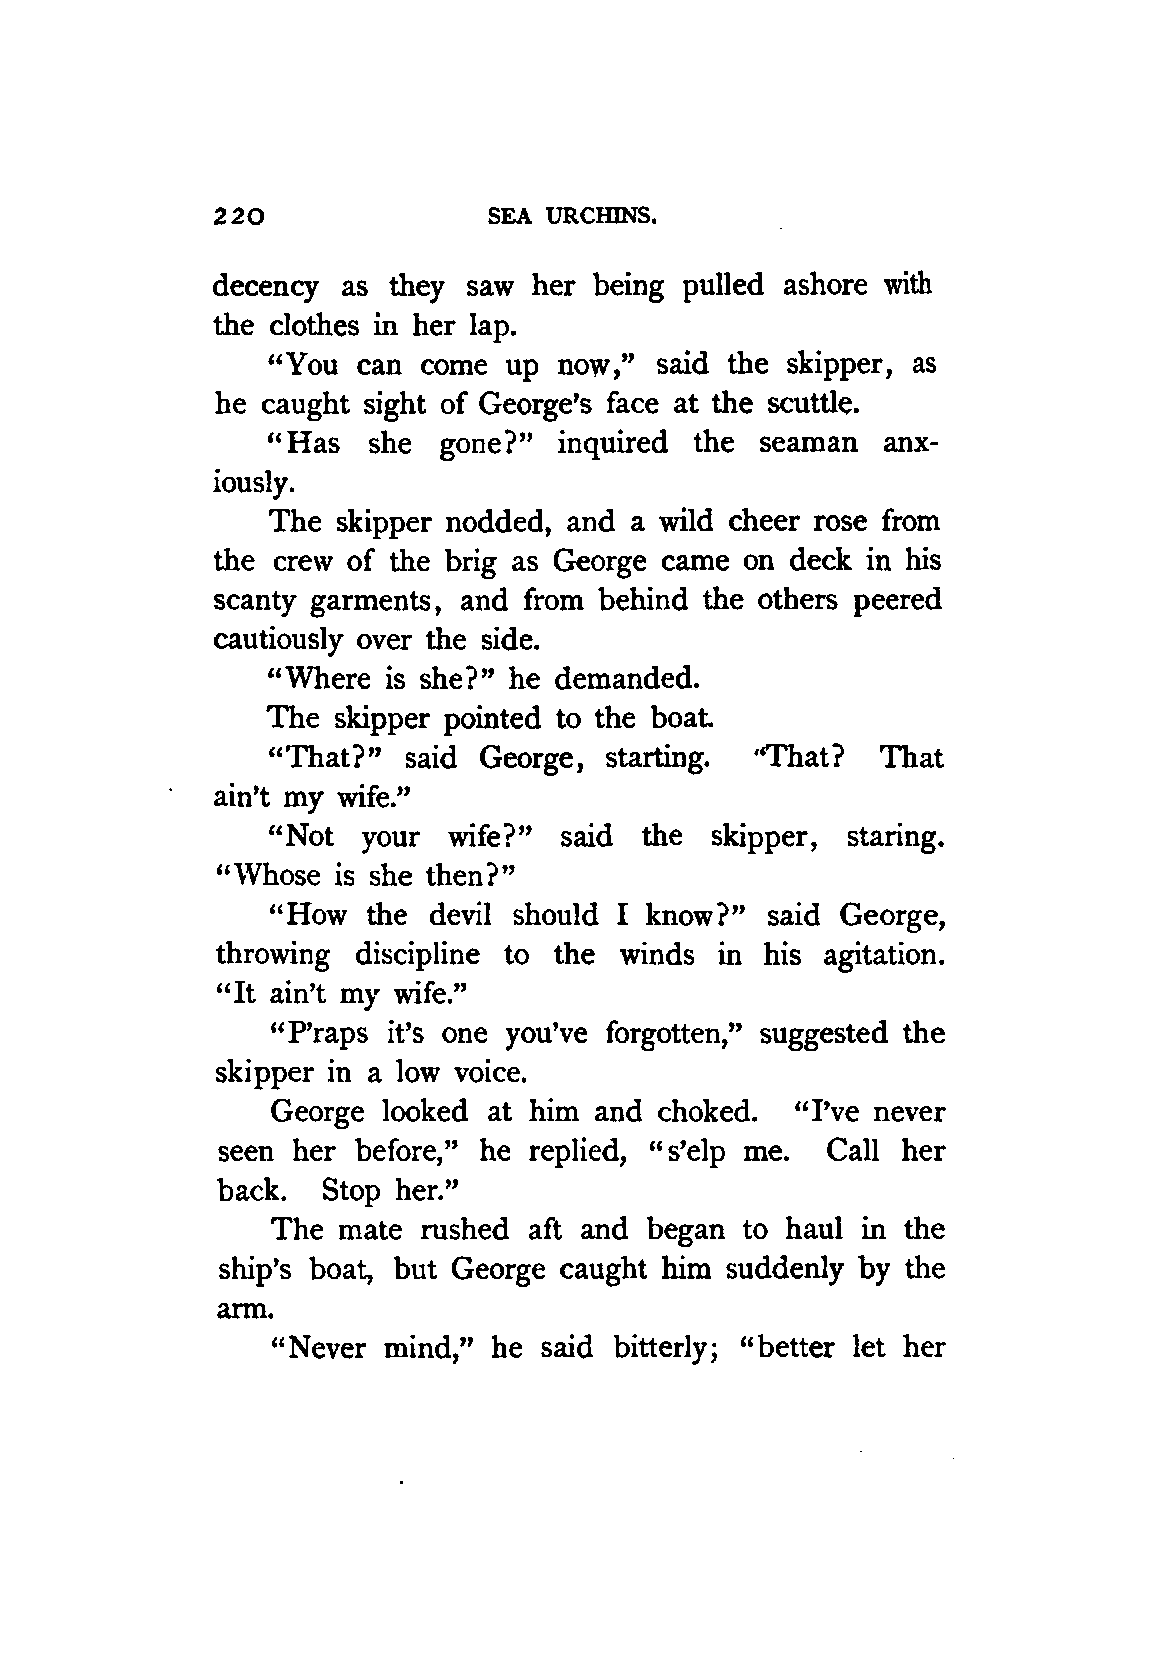 220 SEA URCHINS.
decency as they saw her being pulled ashore with
the clothes in her lap.
"You can come up now," said the skipper, as
he caught sight of George's face at the scuttle.
"Has she gone?" inquired the seaman anx-
iously.
The skipper nodded, and a wild cheer rose from
the crew of the brig as George came on deck in his
scanty garments, and from behind the others peered
cautiously over the side.
"Where is she?" he demanded.
The skipper pointed to the boat.
"That?" said George, starting. "That? That
ain't my wife."
"Not your wife?" said the skipper, staring.
"Whose is she then?"
"How the devil should I know?" said George,
throwing discipline to the winds in his agitation.
"It ain't my wife."
"P'raps it's one you've forgotten," suggested the
skipper in a low voice.
George looked at him and choked. "I've never
seen her before," he replied, "s'elp me. Call her
back. Stop her."
The mate rushed aft and began to haul in the
ship's boat, but George caught him suddenly by the
arm.
"Never mind," he said bitterly; "better let her